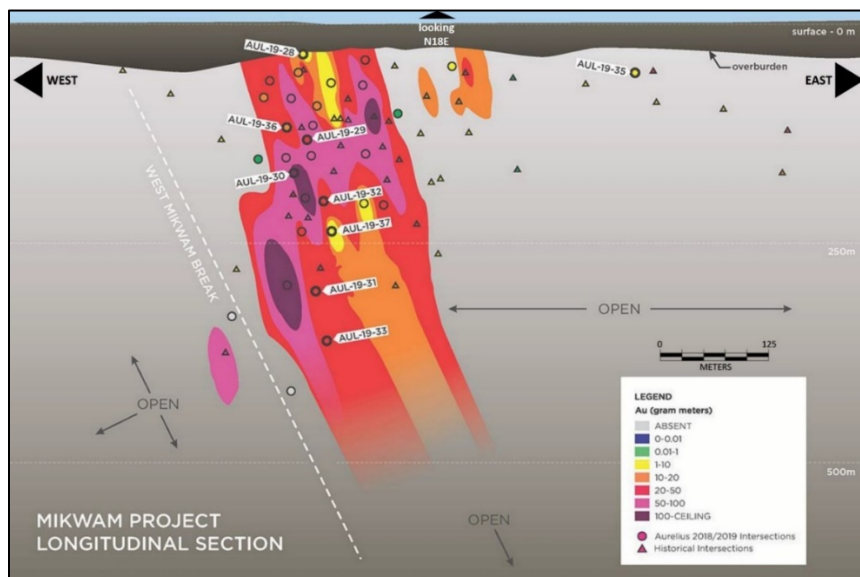 looking
N18E
surface - 0 m
AUL-19-28
WEST
EAST
AUL-19-35
overburden
AUL-19-36
AUL-19-29
AUL-19-30
AUL-19-32
WEST MIKWAM BREAK
AUL-19-37
250m
AUL-19-31
OPEN
AUL-19-33
0
125
METERS
OPEN
LEGEND
Au (gram meters)
ABSENT
0-0.01
0.01-1
1-10
10-20
20-50
50-100
100-CEILING
Aurelius 2018/2019 Intersections
Historical Intersections
500m
MIKWAM PROJECT
LONGITUDINAL SECTION
OPEN